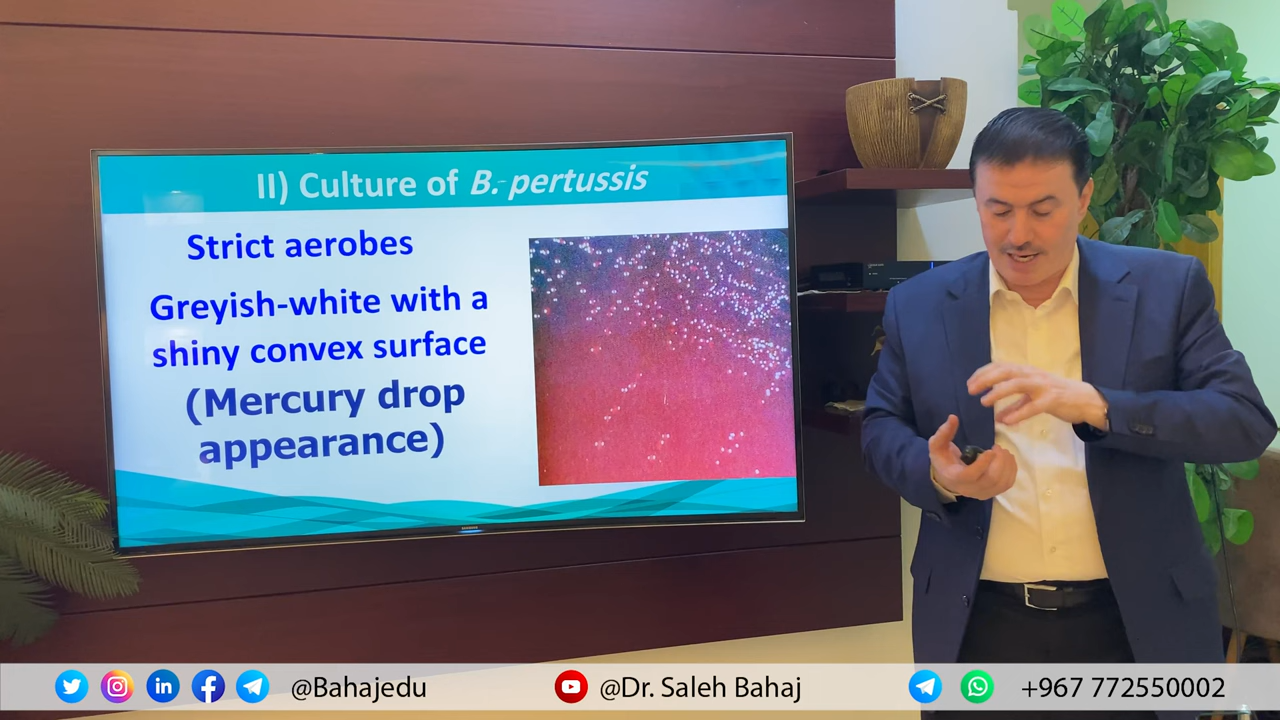 II) Culture of B. pertussis
Strict aerobes
Greyish-white with a
shiny convex surface
(Mercury drop
appearance)
@Bahajedu
@Dr. Saleh Bahaj
+967 772550002